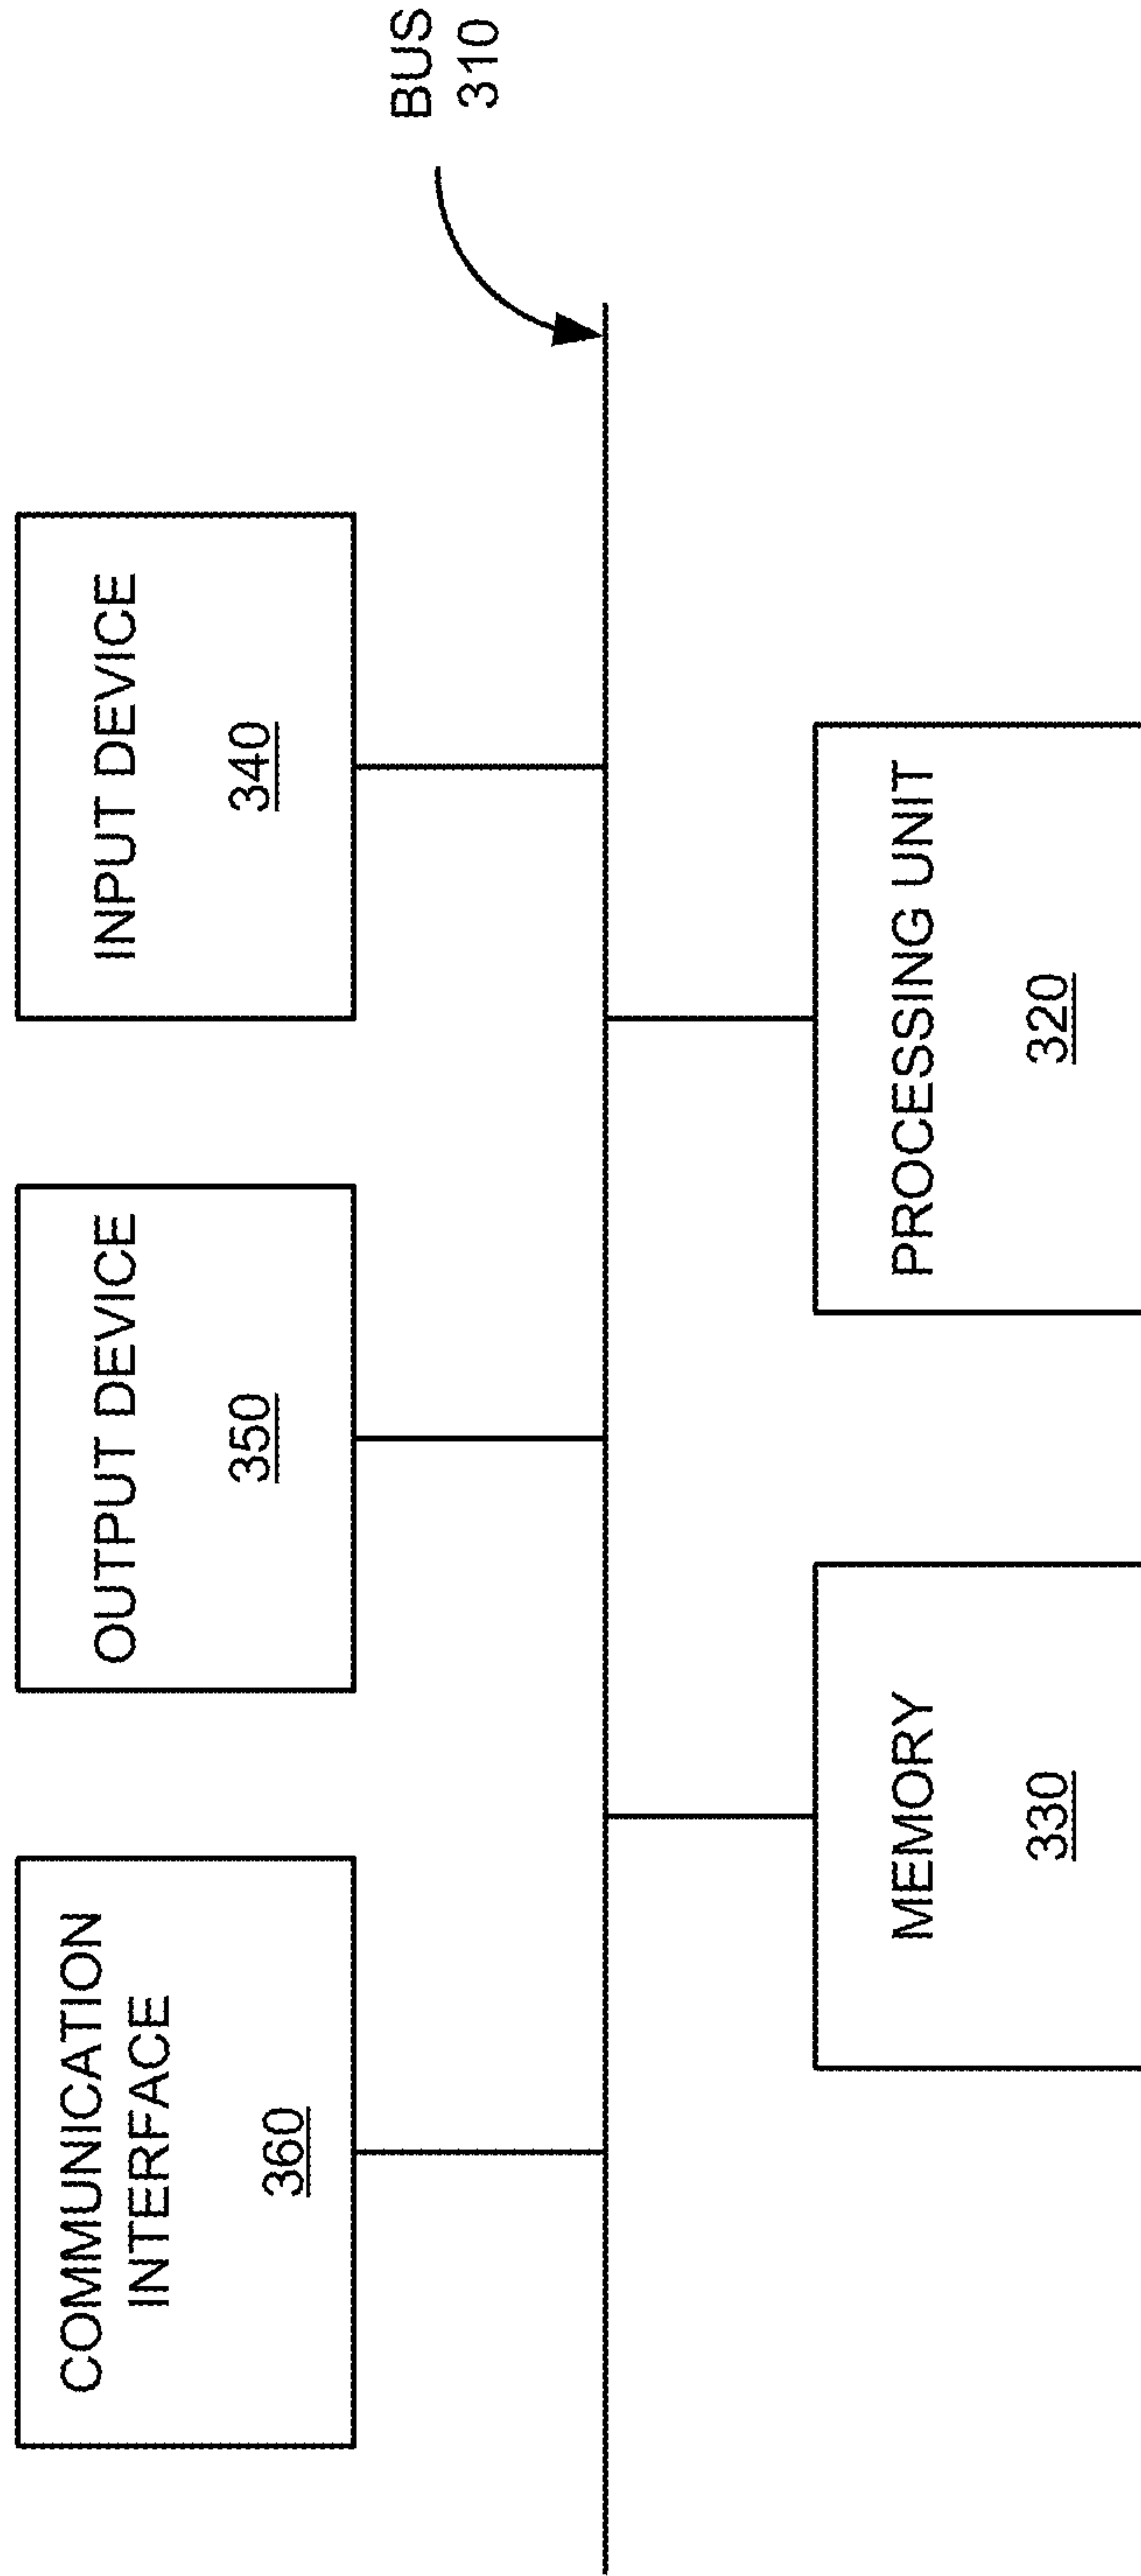 COMMUNICATION
INTERFACE
360
OUTPUT DEVICE
350
INPUT DEVICE
340
BUS
310
MEMORY
330
PROCESSING UNIT
320